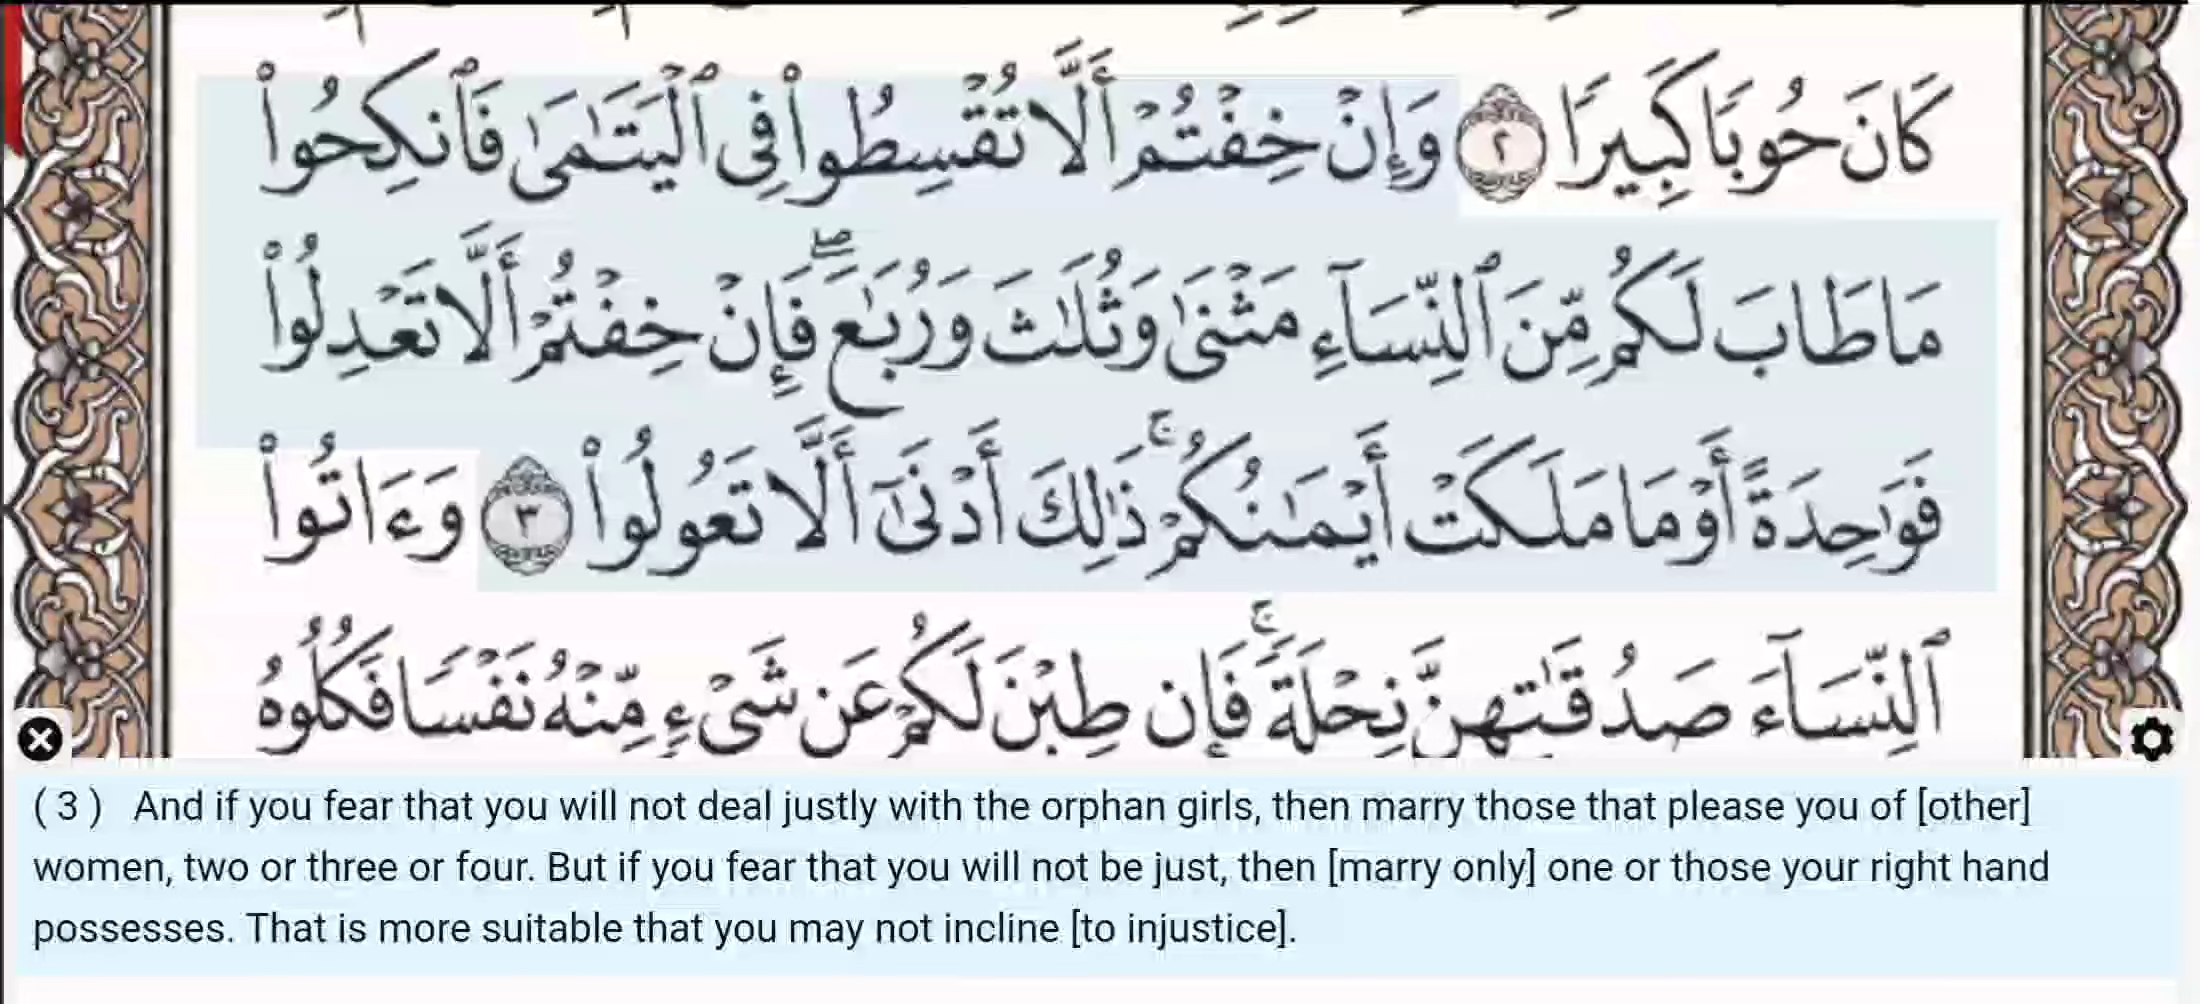 كَانَ حُوبًا كَبِيرًا ٢ وَإِنْ خِفْتُمْ أَلَّا تُقْسِطُوا۟ فِى ٱلْيَتَـٰمَىٰ فَٱنكِحُوا۟
مَا طَابَ لَكُم مِّنَ ٱلنِّسَآءِ مَثْنَىٰ وَثُلَـٰثَ وَرُبَـٰعَ ۖ فَإِنْ خِفْتُمْ أَلَّا تَعْدِلُوا۟
فَوَٰحِدَةً أَوْ مَا مَلَكَتْ أَيْمَـٰنُكُمْ ۚ ذَٰلِكَ أَدْنَىٰٓ أَلَّا تَعُولُوا۟ ٣ وَءَاتُوا۟
ٱلنِّسَآءَ صَدُقَـٰتِهِنَّ نِحْلَةً ۚ فَإِن طِبْنَ لَكُمْ عَن شَىْءٍ مِّنْهُ نَفْسًا فَكُلُوهُ
( 3 ) And if you fear that you will not deal justly with the orphan girls, then marry those that please you of [other]
women, two or three or four. But if you fear that you will not be just, then [marry only] one or those your right hand
possesses. That is more suitable that you may not incline [to injustice].